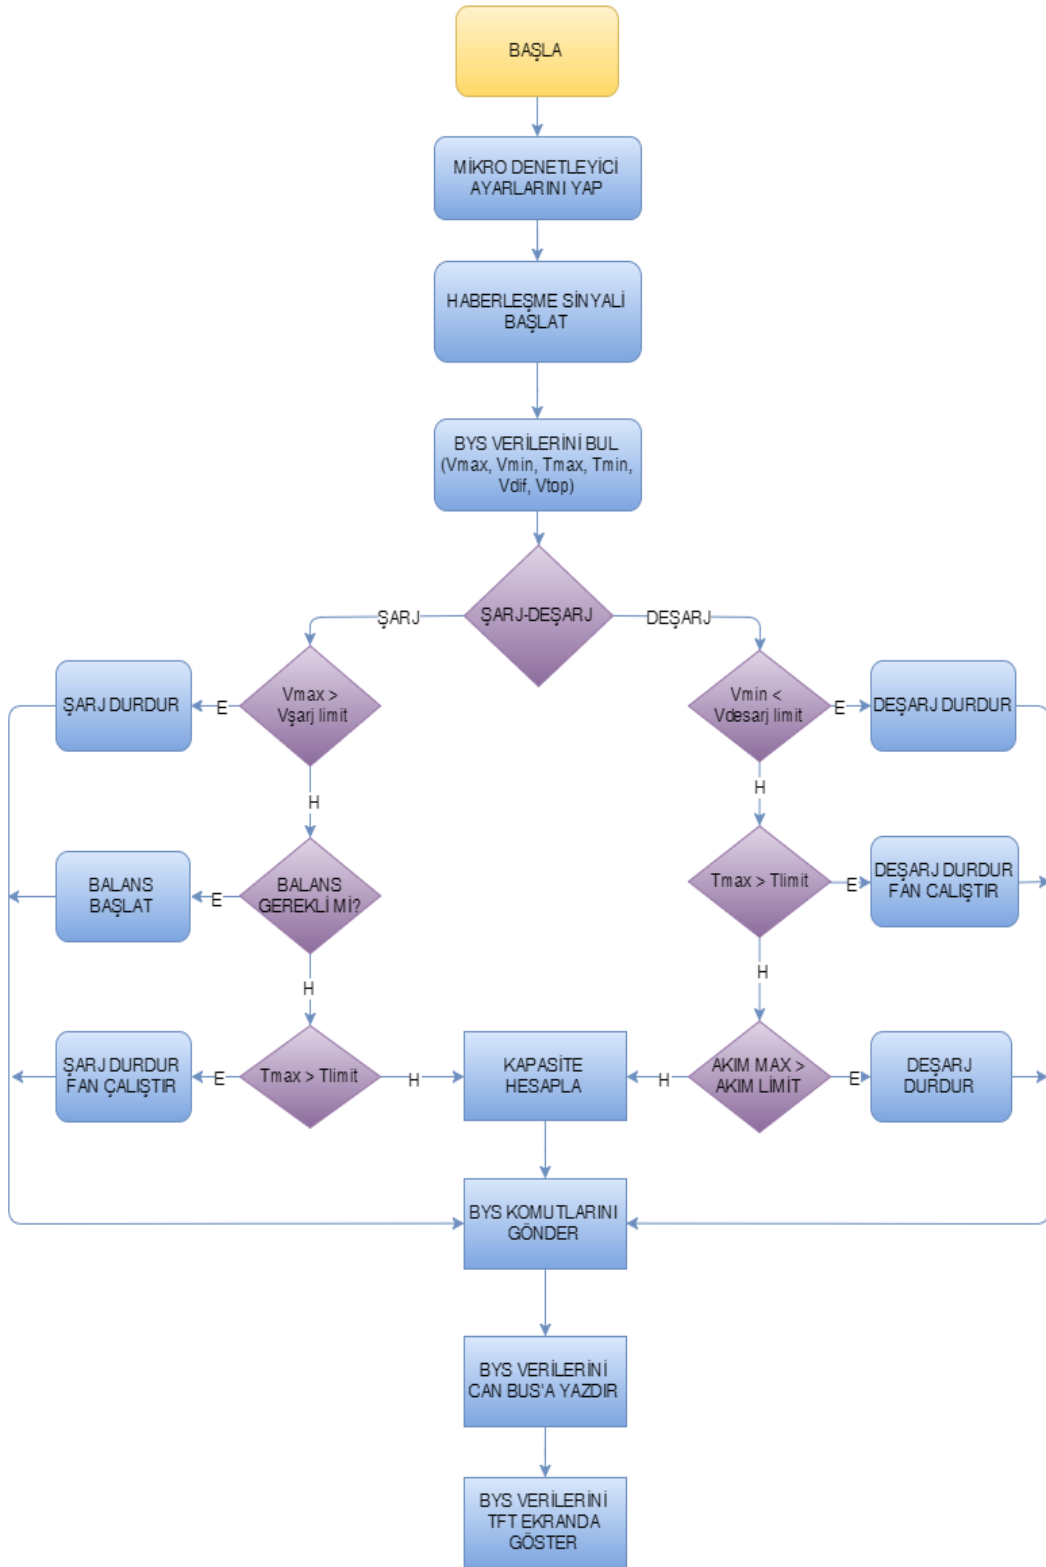 BAŞLA
MİKRO DENETLEYİCİ
AYARLARINI YAP
HABERLEŞME SİNYALİ
BAŞLAT
BYS VERİLERİNİ BUL
(Vmax, Vmin, Tmax, Tmin,
Vdif, Vtop)
ŞARJ
ŞARJ-DEŞARJ
DEŞARJ
ŞARJ DURDUR
E
Vmax >
Vşarj limit
Vmin <
Vdesarj limit
E
DEŞARJ DURDUR
H
H
BALANS
BAŞLAT
E
BALANS
GEREKLİ Mİ?
Tmax > Tlimit
E
DEŞARJ DURDUR
FAN CALIŞTIR
H
H
ŞARJ DURDUR
FAN ÇALIŞTIR
E
Tmax > Tlimit
H
KAPASİTE
HESAPLA
H
AKIM MAX >
AKIM LİMİT
E
DEŞARJ
DURDUR
BYS KOMUTLARINI
GÖNDER
BYS VERİLERİNİ
CAN BUS'A YAZDIR
BYS VERİLERİNİ
TFT EKRANDA
GÖSTER